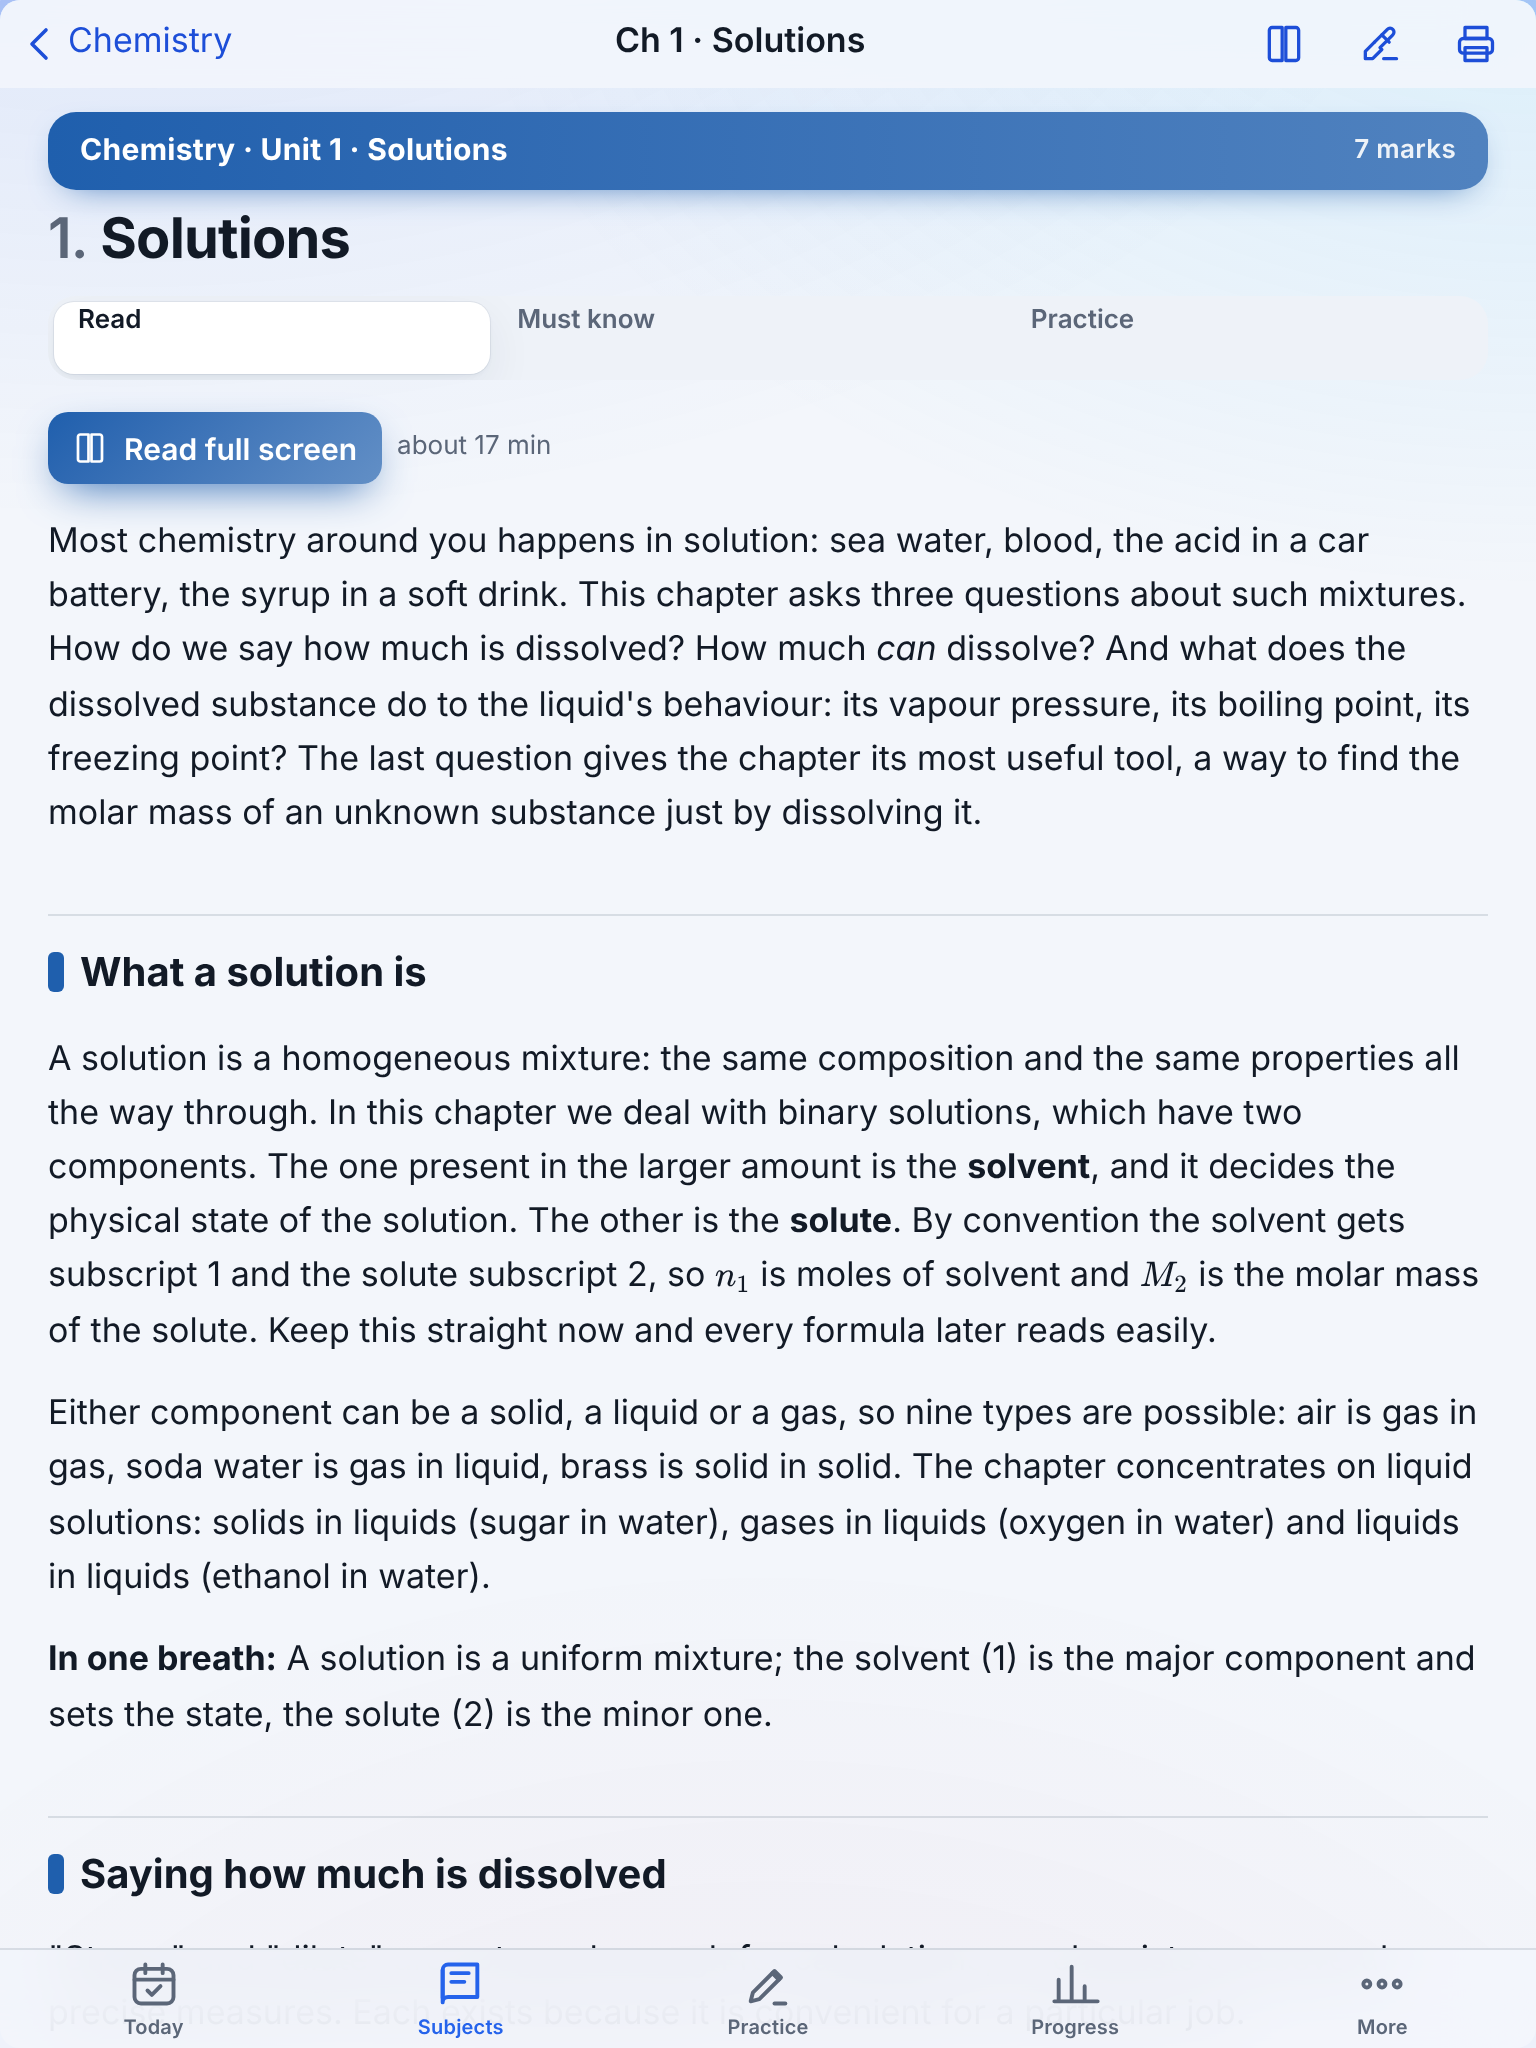 Chemistry
Ch 1 · Solutions
Chemistry · Unit 1 · Solutions
7 marks
1. Solutions
Read
Must know
Practice
Read full screen
about 17 min
Most chemistry around you happens in solution: sea water, blood, the acid in a car
battery, the syrup in a soft drink. This chapter asks three questions about such mixtures.
How do we say how much is dissolved? How much can dissolve? And what does the
dissolved substance do to the liquid's behaviour: its vapour pressure, its boiling point, its
freezing point? The last question gives the chapter its most useful tool, a way to find the
molar mass of an unknown substance just by dissolving it.
What a solution is
A solution is a homogeneous mixture: the same composition and the same properties all
the way through. In this chapter we deal with binary solutions, which have two
components. The one present in the larger amount is the solvent, and it decides the
physical state of the solution. The other is the solute. By convention the solvent gets
subscript 1 and the solute subscript 2, so n₁ is moles of solvent and M₂ is the molar mass
of the solute. Keep this straight now and every formula later reads easily.
Either component can be a solid, a liquid or a gas, so nine types are possible: air is gas in
gas, soda water is gas in liquid, brass is solid in solid. The chapter concentrates on liquid
solutions: solids in liquids (sugar in water), gases in liquids (oxygen in water) and liquids
in liquids (ethanol in water).
In one breath: A solution is a uniform mixture; the solvent (1) is the major component and
sets the state, the solute (2) is the minor one.
Saying how much is dissolved
precise measures. Each exists because it is convenient for a particular job.
Today
Subjects
Practice
Progress
More